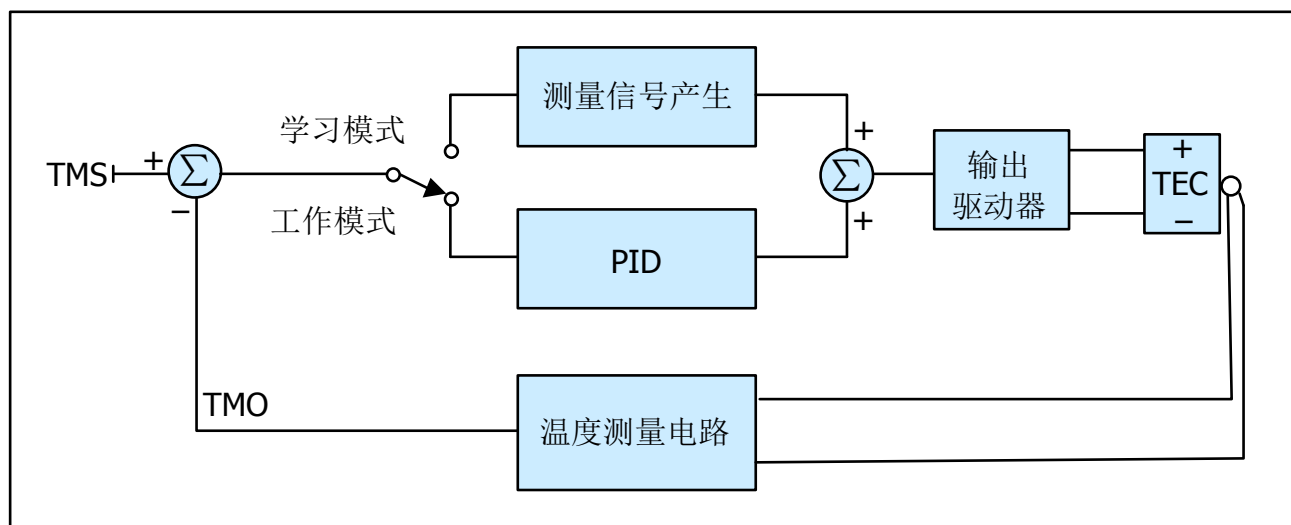 测量信号产生
学习模式
+
TMS
+
Σ
−
工作模式
PID
+
Σ
输出
驱动器
+
TEC
−
TMO
温度测量电路